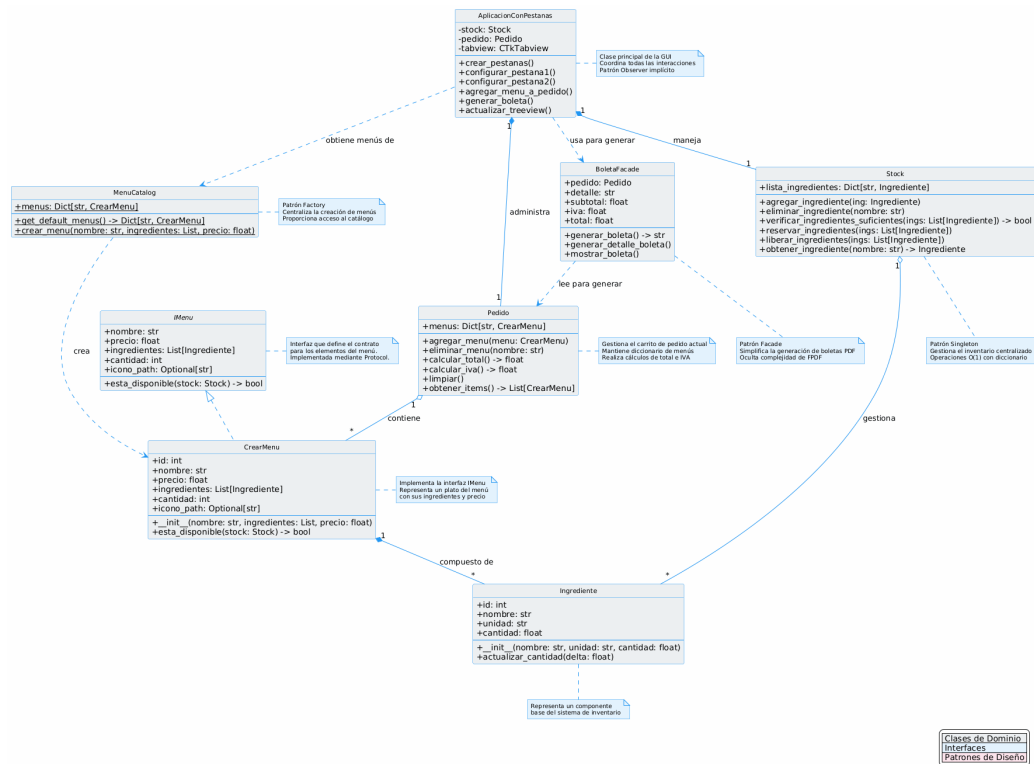 AplicacionConPestanas
-stock: Stock
-pedido: Pedido
-tabview: CTkTabview
+crear_pestanas()
+configurar_pestana1()
+configurar_pestana2()
+agregar_menu_a_pedido()
+generar_boleta()
+actualizar_treeview()
Clase principal de la GUI
Coordina todas las interacciones
Patrón Observer implícito
obtiene menús de
1
1
usa para generar
maneja
1
administra
1
MenuCatalog
+menus: Dict[str, CrearMenu]
+get_default_menus() -> Dict[str, CrearMenu]
+crear_menu(nombre: str, ingredientes: List, precio: float)
Patrón Factory
Centraliza la creación de menús
Proporciona acceso al catálogo
BoletaFacade
+pedido: Pedido
+detalle: str
+subtotal: float
+iva: float
+total: float
+generar_boleta() -> str
+generar_detalle_boleta()
+mostrar_boleta()
Stock
+lista_ingredientes: Dict[str, Ingrediente]
+agregar_ingrediente(ing: Ingrediente)
+eliminar_ingrediente(nombre: str)
+verificar_ingredientes_suficientes(ings: List[Ingrediente]) -> bool
+reservar_ingredientes(ings: List[Ingrediente])
+liberar_ingredientes(ings: List[Ingrediente])
+obtener_ingrediente(nombre: str) -> Ingrediente
1
lee para generar
crea
IMenu
+nombre: str
+precio: float
+ingredientes: List[Ingrediente]
+cantidad: int
+icono_path: Optional[str]
+esta_disponible(stock: Stock) -> bool
Interfaz que define el contrato
para los elementos del menú.
Implementada mediante Protocol.
Pedido
+menus: Dict[str, CrearMenu]
+agregar_menu(menu: CrearMenu)
+eliminar_menu(nombre: str)
+calcular_total() -> float
+calcular_iva() -> float
+limpiar()
+obtener_items() -> List[CrearMenu]
Gestiona el carrito de pedido actual
Mantiene diccionario de menús
Realiza cálculos de total e IVA
Patrón Facade
Simplifica la generación de boletas PDF
Oculta complejidad de FPDF
Patrón Singleton
Gestiona el inventario centralizado
Operaciones O(1) con diccionario
1
contiene
*
gestiona
CrearMenu
+id: int
+nombre: str
+precio: float
+ingredientes: List[Ingrediente]
+cantidad: int
+icono_path: Optional[str]
+__init__(nombre: str, ingredientes: List, precio: float)
+esta_disponible(stock: Stock) -> bool
Implementa la interfaz IMenu
Representa un plato del menú
con sus ingredientes y precio
1
compuesto de
*
*
Ingrediente
+id: int
+nombre: str
+unidad: str
+cantidad: float
+__init__(nombre: str, unidad: str, cantidad: float)
+actualizar_cantidad(delta: float)
Representa un componente
base del sistema de inventario
Clases de Dominio
Interfaces
Patrones de Diseño